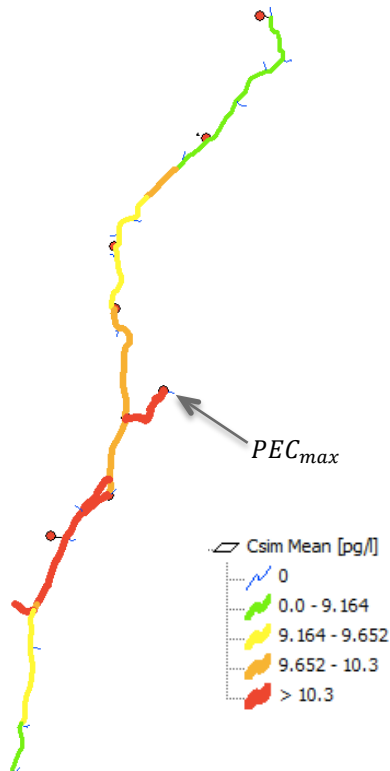 PECmax
Csim Mean [pg/l]
0
0.0 - 9.164
9.164 - 9.652
9.652 - 10.3
> 10.3